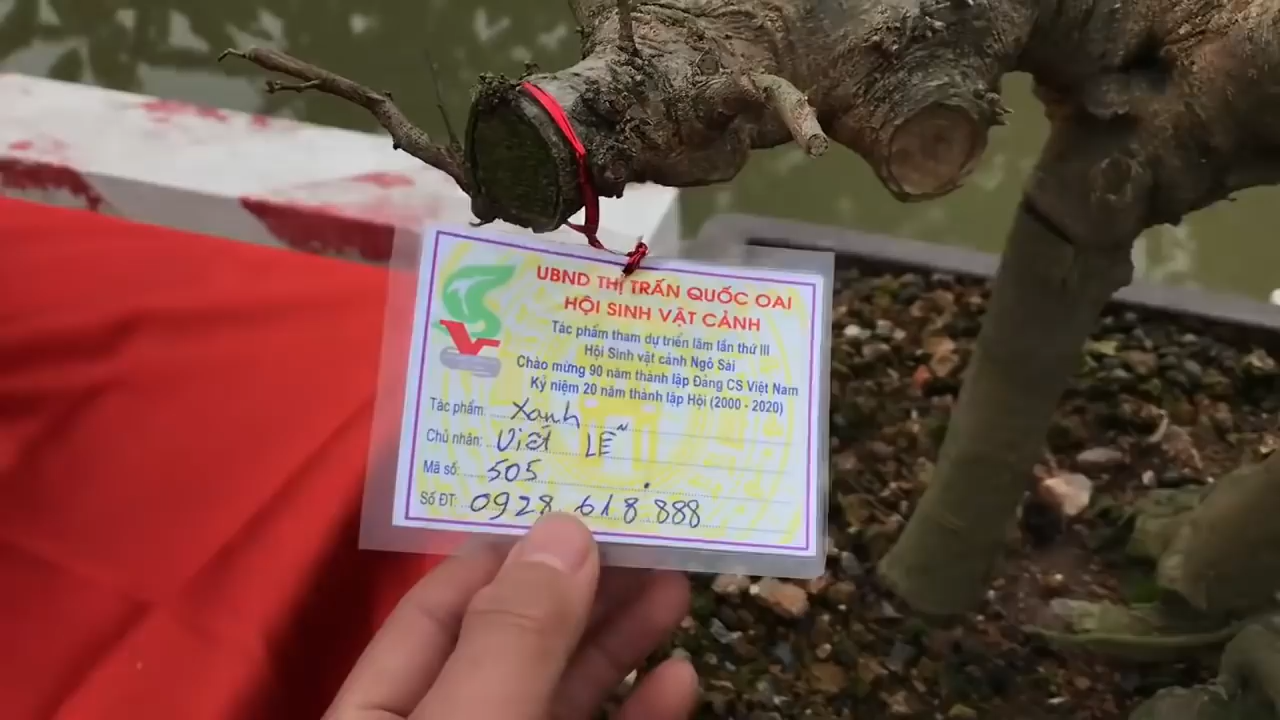 UBND THỊ TRẤN QUỐC OAI
HỘI SINH VẬT CẢNH
Tác phẩm tham dự triển lãm lần thứ III
Hội Sinh vật cảnh Ngô Sài
Chào mừng 90 năm thành lập Đảng CS Việt Nam
Kỷ niệm 20 năm thành lập Hội (2000 - 2020)
Tác phẩm: Xanh
Chủ nhân: Việt LỄ
Mã số: 505
Số ĐT: 0928.618.888